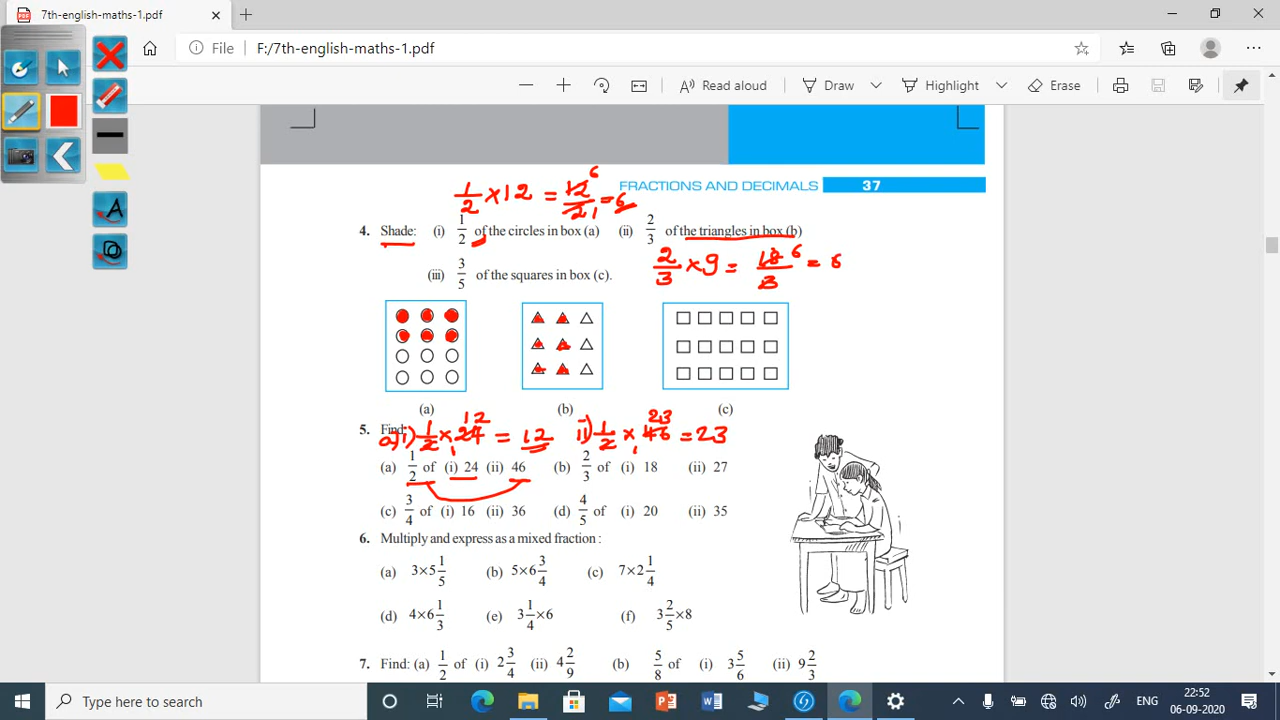 7th-english-maths-1.pdf
File F:/7th-english-maths-1.pdf
Read aloud Draw Highlight Erase
1/2 × 12 = 12/2 6 1 = 6
FRACTIONS AND DECIMALS 37
4. Shade: (i) 1/2 of the circles in box (a) (ii) 2/3 of the triangles in box (b)
(iii) 3/5 of the squares in box (c).
2/3 × 9 = 18/3 6 = 6
(a) (b) (c)
5. Find:
a) i) 1/2 × 24 12 1 = 12 ii) 1/2 × 46 23 1 = 23
(a) 1/2 of (i) 24 (ii) 46 (b) 2/3 of (i) 18 (ii) 27
(c) 3/4 of (i) 16 (ii) 36 (d) 4/5 of (i) 20 (ii) 35
6. Multiply and express as a mixed fraction :
(a) 3×5 1/5 (b) 5×6 3/4 (c) 7×2 1/4
(d) 4×6 1/3 (e) 3 1/4 ×6 (f) 3 2/5 ×8
7. Find: (a) 1/2 of (i) 2 3/4 (ii) 4 2/9 (b) 5/8 of (i) 3 5/6 (ii) 9 2/3
Type here to search
ENG
22:52
06-09-2020